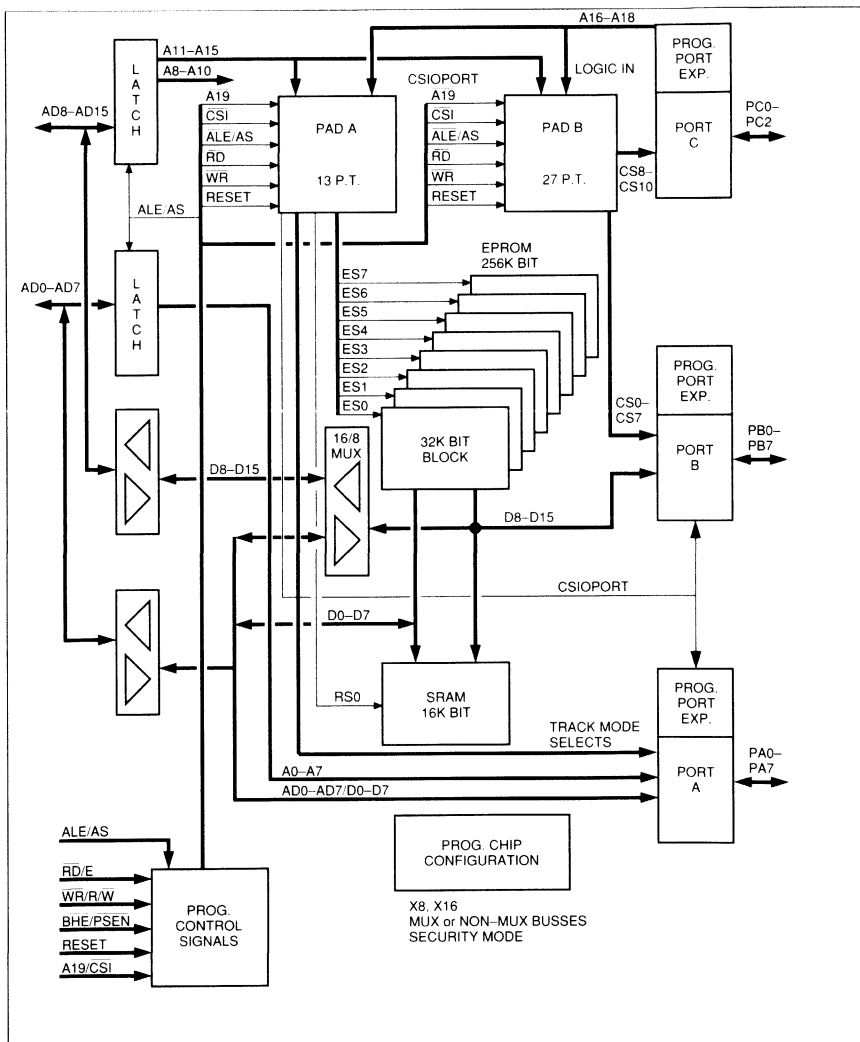 A16–A18
A11–A15
A8–A10
LATCH
AD8–AD15
CSIOPORT
LOGIC IN
PROG.
PORT
EXP.
PORT
C
PC0–
PC2
A19
CSI
ALE/AS
RD
WR
RESET
PAD A
13 P.T.
A19
CSI
ALE/AS
RD
WR
RESET
PAD B
27 P.T.
CS8–
CS10
ALE/AS
AD0–AD7
LATCH
EPROM
256K BIT
ES7
ES6
ES5
ES4
ES3
ES2
ES1
ES0
32K BIT
BLOCK
CS0–
CS7
PROG.
PORT
EXP.
PORT
B
PB0–
PB7
16/8
MUX
D8–D15
D8–D15
CSIOPORT
D0–D7
RS0
SRAM
16K BIT
TRACK MODE
SELECTS
PROG.
PORT
EXP.
PORT
A
PA0–
PA7
A0–A7
AD0–AD7/D0–D7
ALE/AS
RD/E
WR/R/W
BHE/PSEN
RESET
A19/CSI
PROG.
CONTROL
SIGNALS
PROG. CHIP
CONFIGURATION
X8, X16
MUX or NON–MUX BUSSES
SECURITY MODE